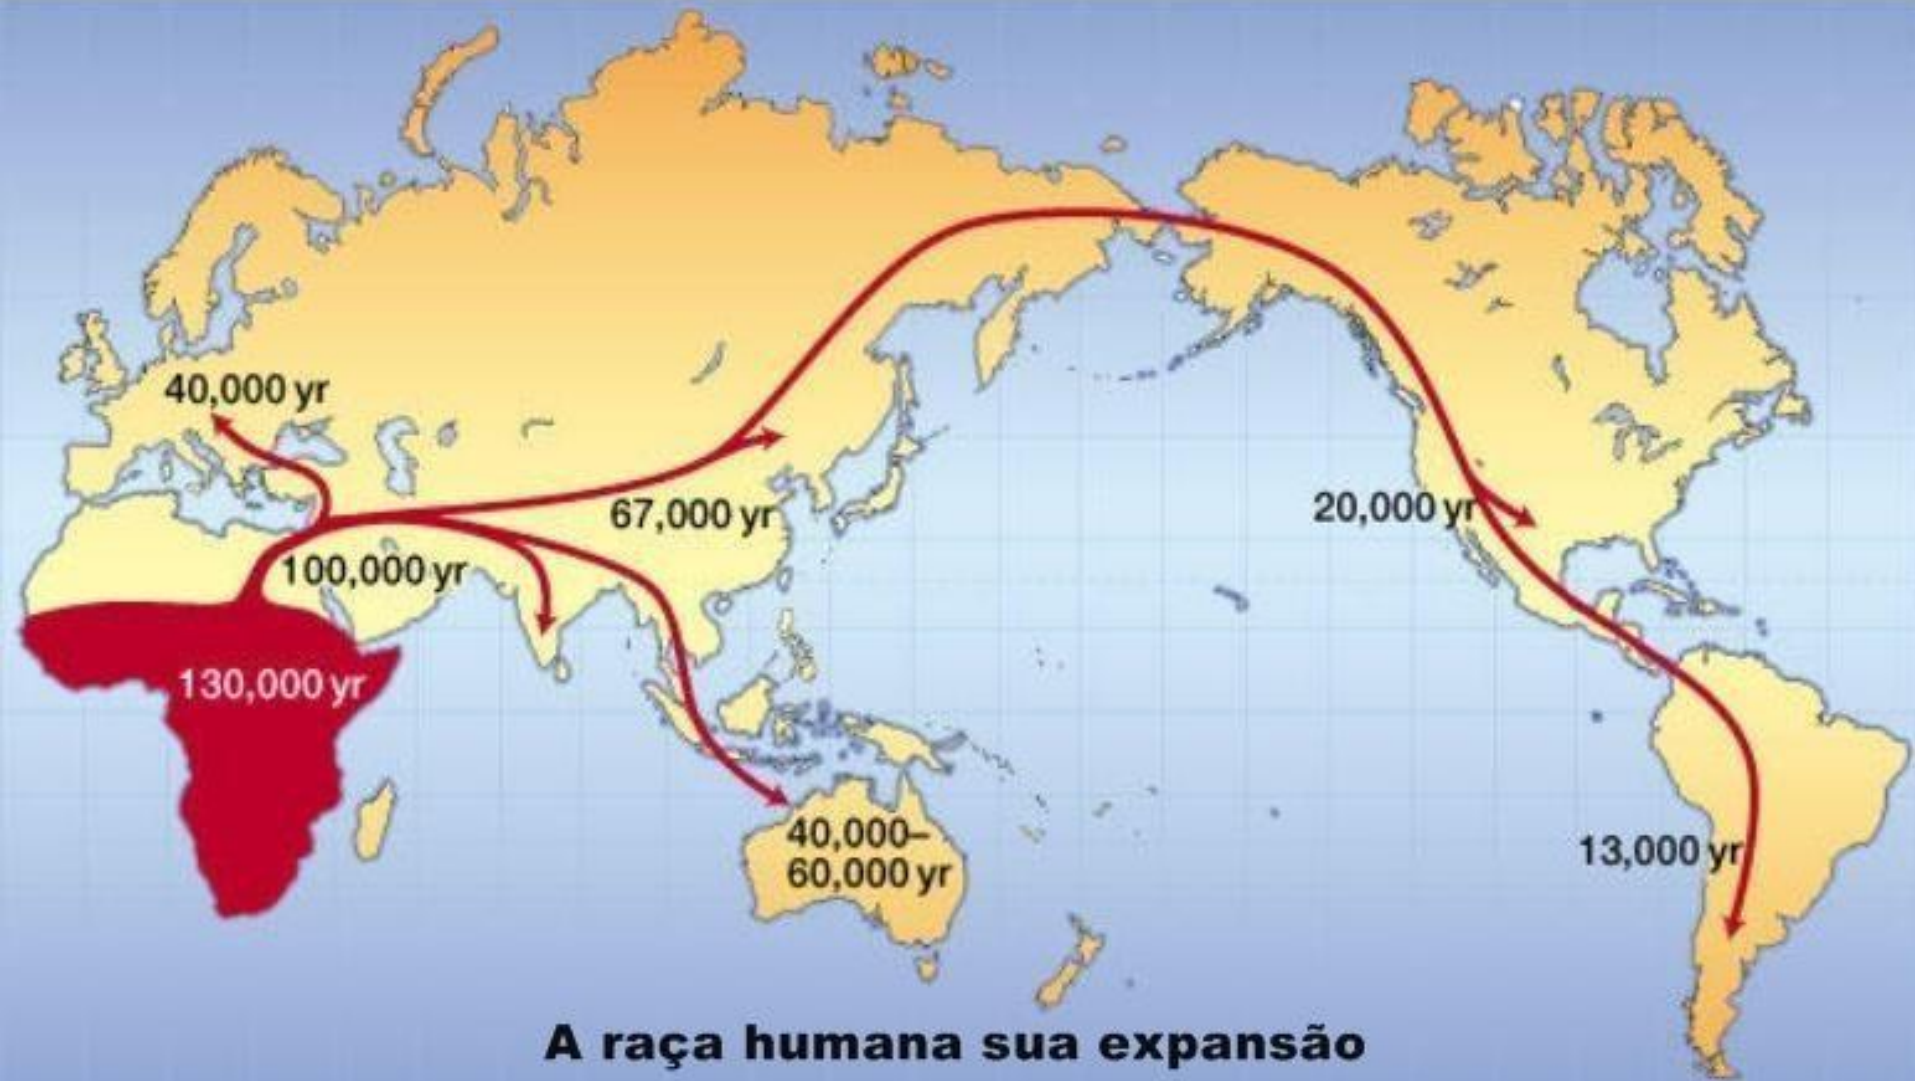 40,000 yr
67,000 yr
20,000 yr
100,000 yr
130,000 yr
40,000–
60,000 yr
13,000 yr
A raça humana sua expansão